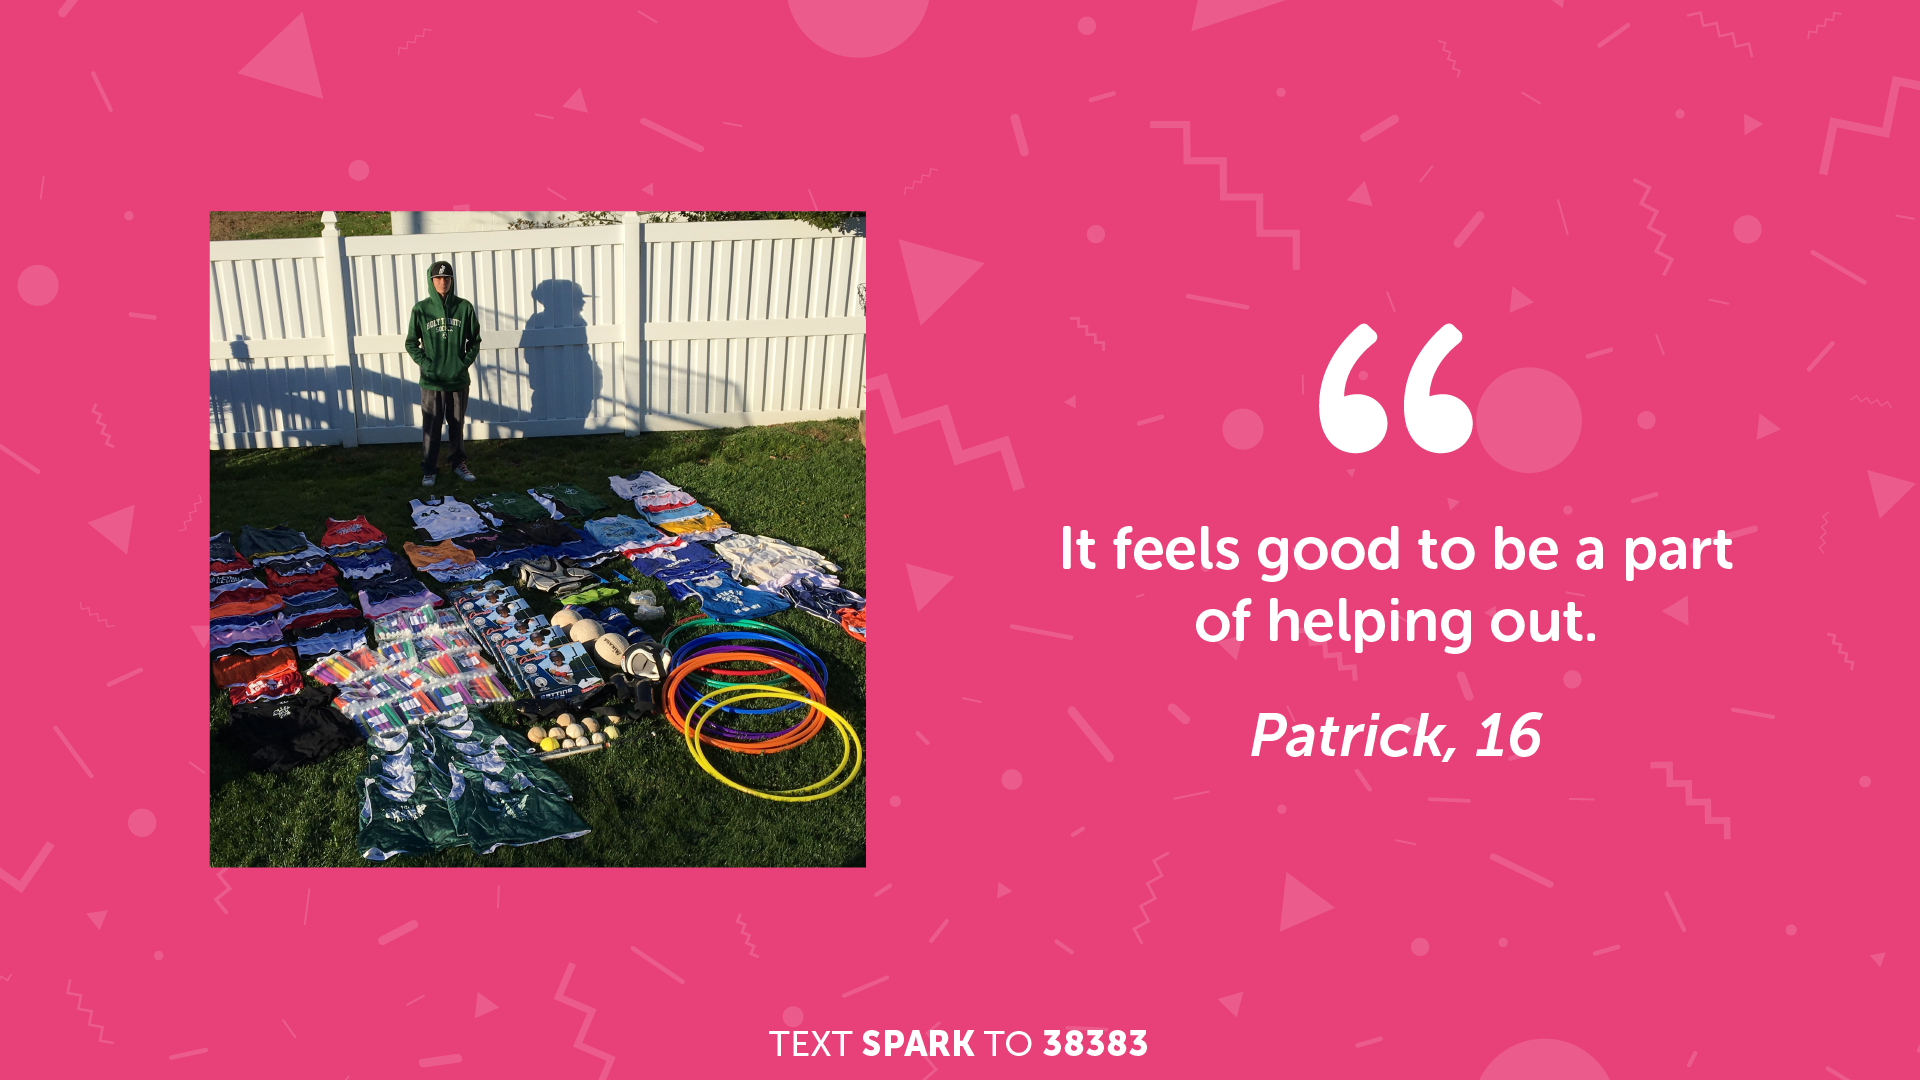 “
It feels good to be a part
of helping out.
Patrick, 16
TEXT SPARK TO 38383